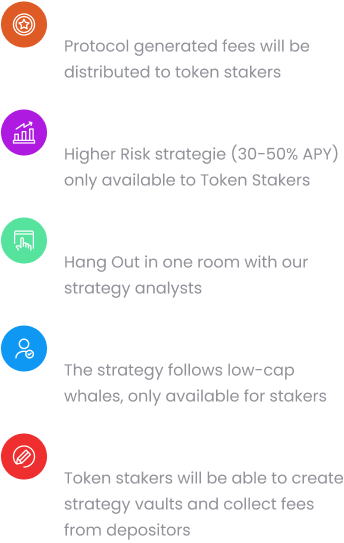 Protocol generated fees will be
distributed to token stakers
Higher Risk strategie (30-50% APY)
only available to Token Stakers
Hang Out in one room with our
strategy analysts
The strategy follows low-cap
whales, only available for stakers
Token stakers will be able to create
strategy vaults and collect fees
from depositors